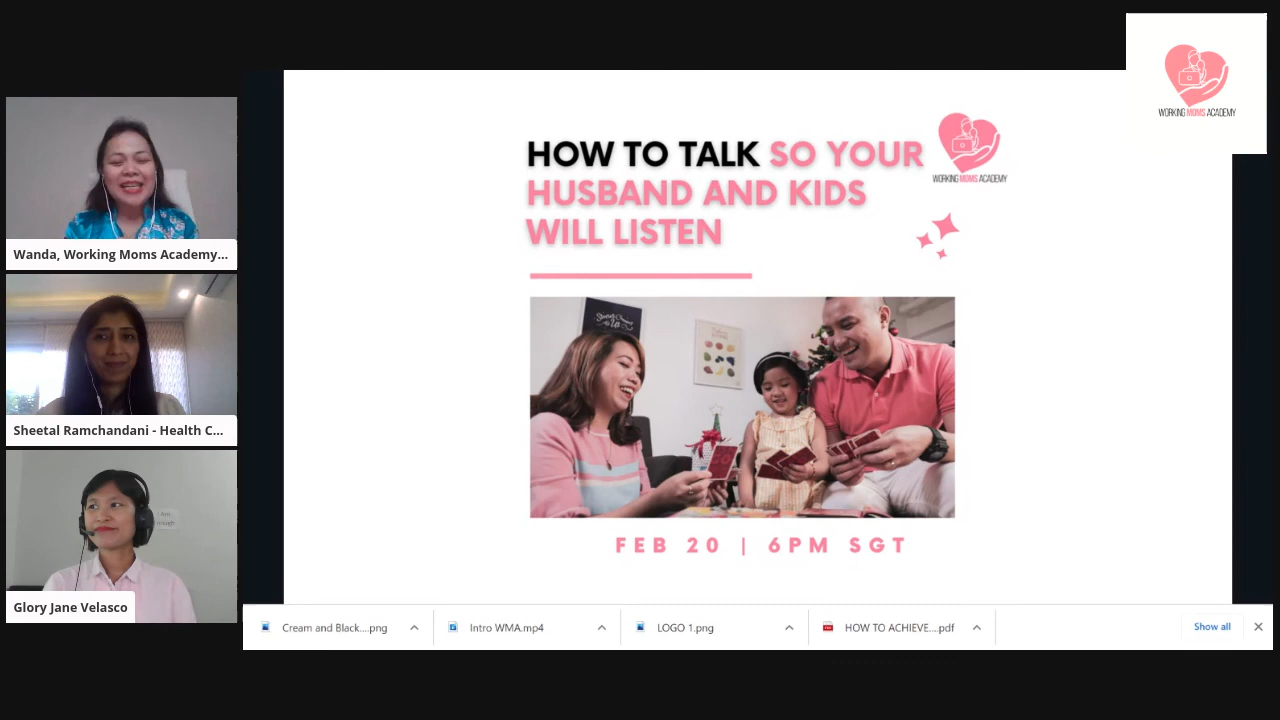 WORKING MOMS ACADEMY
HOW TO TALK SO YOUR
HUSBAND AND KIDS
WILL LISTEN
WORKING MOMS ACADEMY
FEB 20 | 6PM SGT
Wanda, Working Moms Academy...
Sheetal Ramchandani - Health C...
I Am
Glory Jane Velasco
Cream and Black....png
Intro WMA.mp4
LOGO 1.png
HOW TO ACHIEVE....pdf
Show all